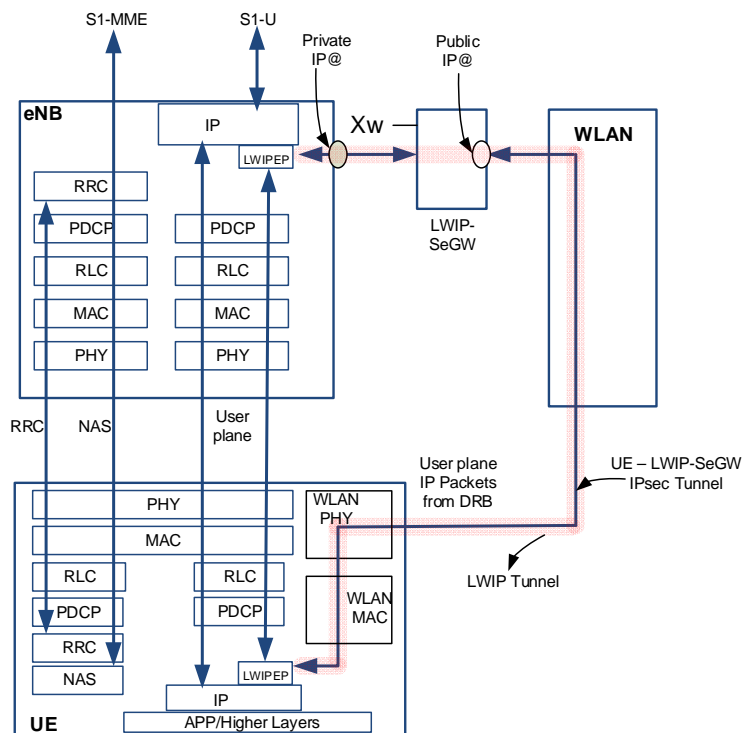 S1-MME
S1-U
Private
IP@
Public
IP@
eNB
IP
LWIPEP
Xw
WLAN
RRC
PDCP
PDCP
LWIP-
SeGW
RLC
RLC
MAC
MAC
PHY
PHY
RRC
NAS
User
plane
User plane
IP Packets
from DRB
UE – LWIP-SeGW
IPsec Tunnel
LWIP Tunnel
PHY
WLAN
PHY
MAC
RLC
RLC
WLAN
MAC
PDCP
PDCP
RRC
NAS
LWIPEP
IP
APP/Higher Layers
UE